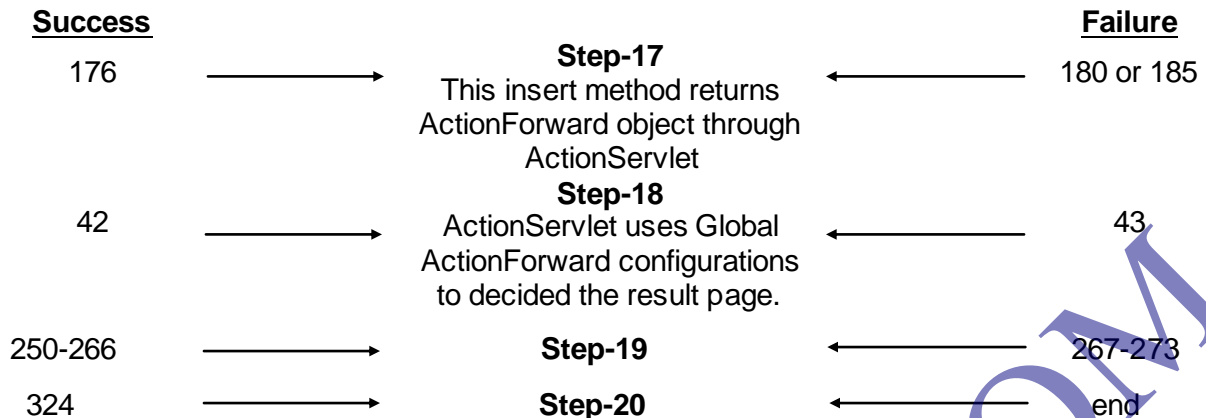 Success
Failure
176
Step-17
180 or 185
This insert method returns
ActionForward object through
ActionServlet
Step-18
42
ActionServlet uses Global
43
ActionForward configurations
to decided the result page.
250-266
Step-19
267-273
324
Step-20
end
OM